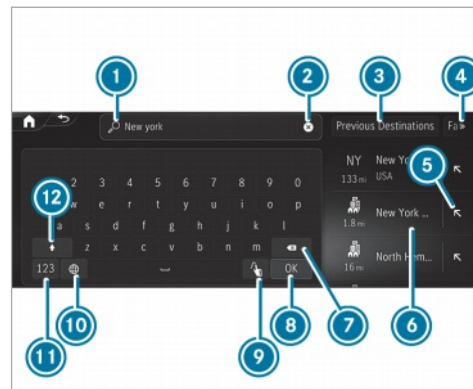 1 2 3 4
New york
Previous Destinations Fa»
NY New Yo
133 mi USA
5
2 3 4 5 6 7 8 9 0
12
w e r t y u i o p
New York ...
1.8 mi
a s d f g h j k l
z x c v b n m
North Hem...
16 mi
123 OK
11 10 9 8 7 6